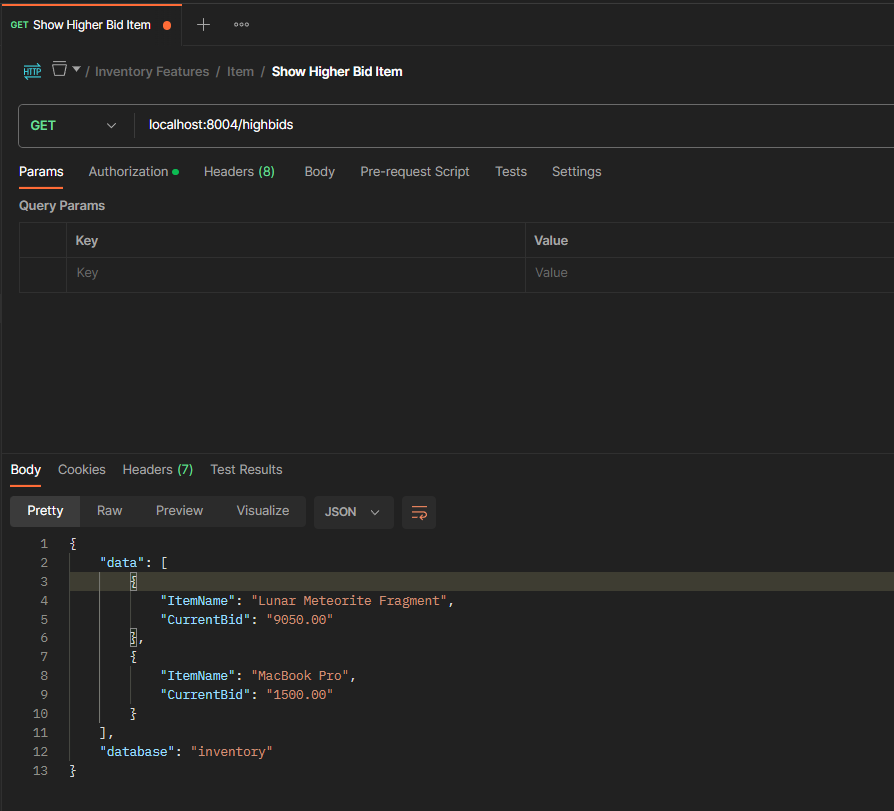 GET Show Higher Bid Item
HTTP / Inventory Features / Item / Show Higher Bid Item
GET localhost:8004/highbids
Params Authorization Headers (8) Body Pre-request Script Tests Settings
Query Params
Key Value
Key Value
Body Cookies Headers (7) Test Results
Pretty Raw Preview Visualize JSON
1 {
2 "data": [
3 {
4 "ItemName": "Lunar Meteorite Fragment",
5 "CurrentBid": "9050.00"
6 },
7 {
8 "ItemName": "MacBook Pro",
9 "CurrentBid": "1500.00"
10 }
11 ],
12 "database": "inventory"
13 }